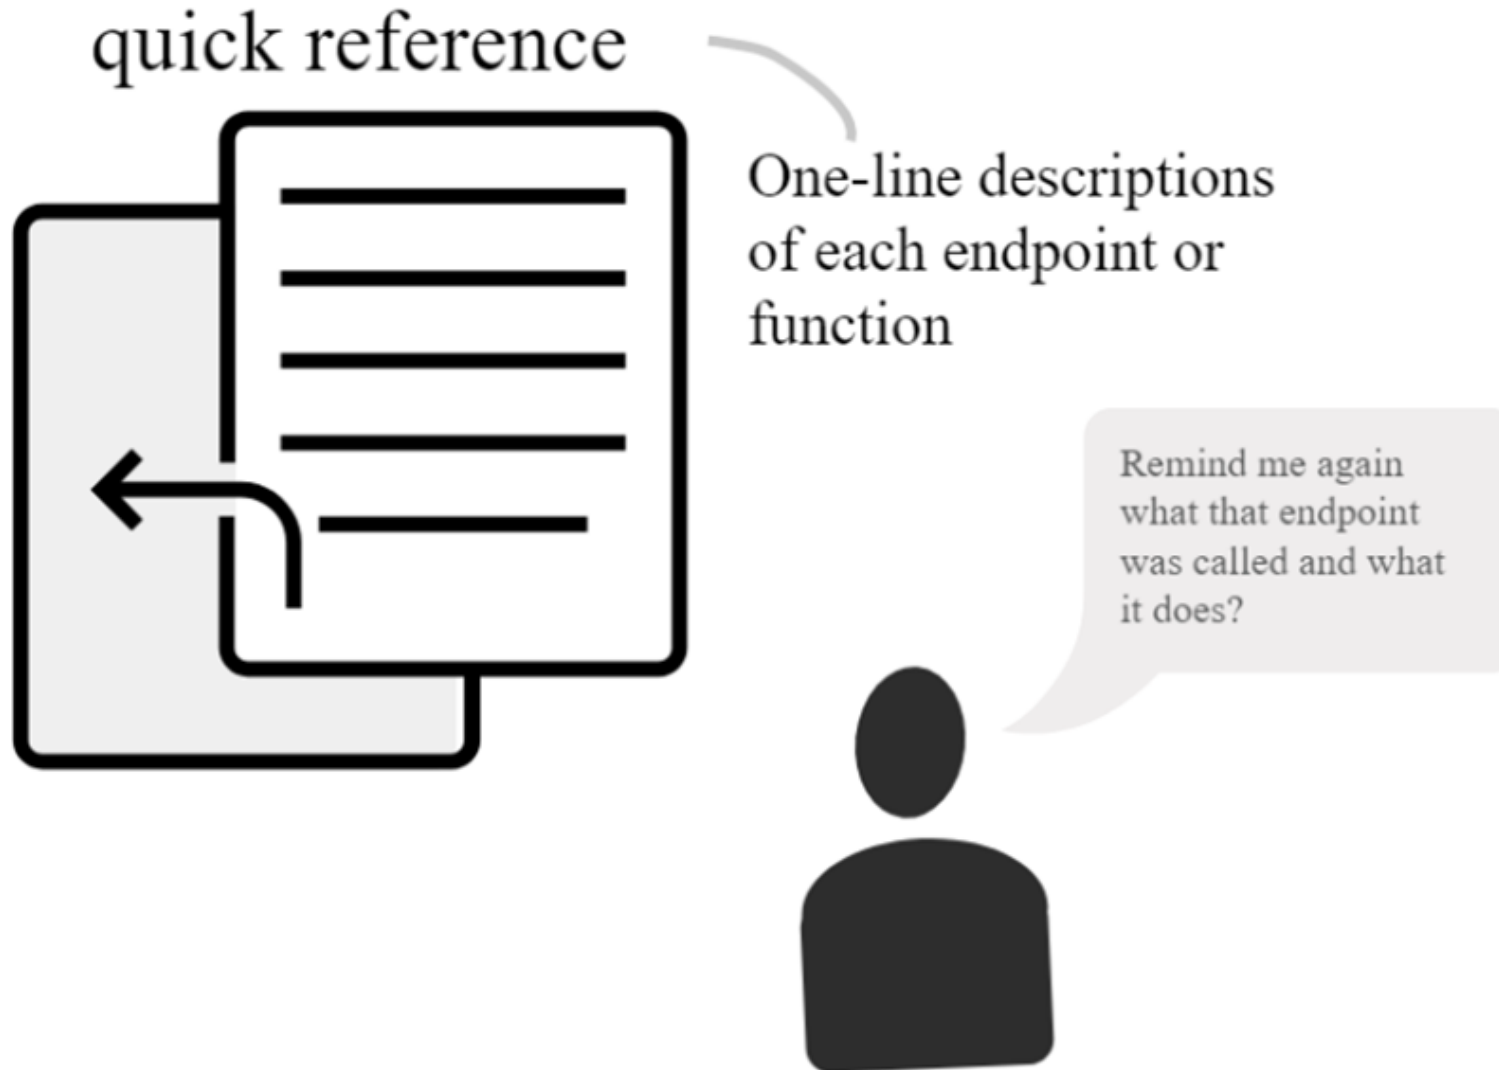 quick reference
One-line descriptions
of each endpoint or
function
Remind me again
what that endpoint
was called and what
it does?